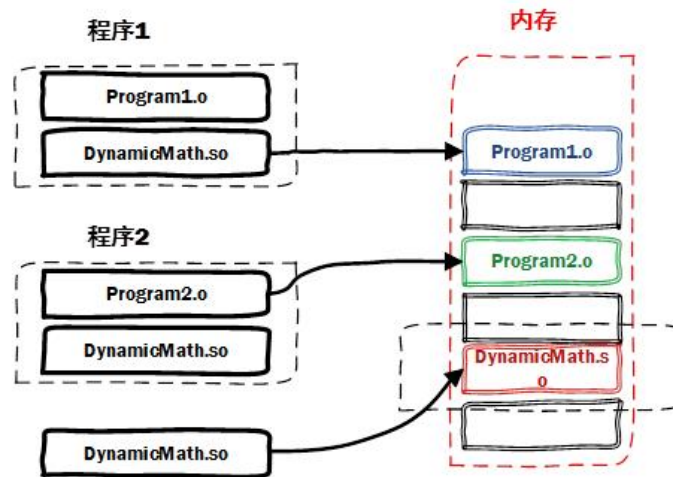 程序1
Program1.o
DynamicMath.so
程序2
Program2.o
DynamicMath.so
DynamicMath.so
内存
Program1.o
Program2.o
DynamicMath.s
o